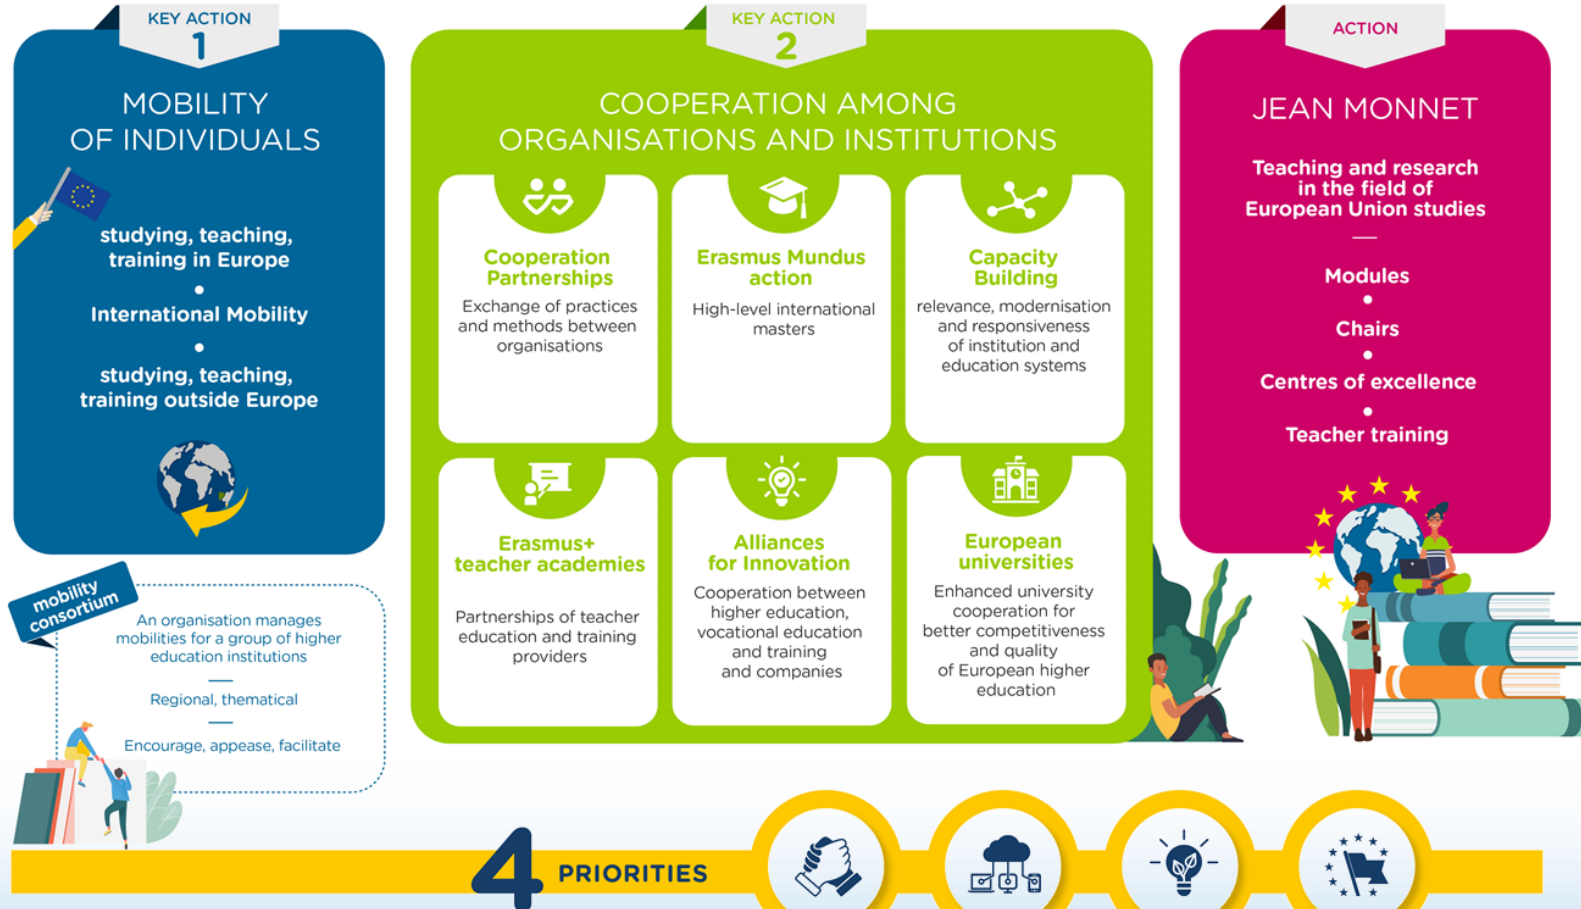 KEY ACTION
1
MOBILITY
OF INDIVIDUALS
studying, teaching,
training in Europe
International Mobility
studying, teaching,
training outside Europe
mobility
consortium
An organisation manages
mobilities for a group of higher
education institutions
Regional, thematical
Encourage, appease, facilitate
KEY ACTION
2
COOPERATION AMONG
ORGANISATIONS AND INSTITUTIONS
Cooperation
Partnerships
Exchange of practices
and methods between
organisations
Erasmus Mundus
action
High-level international
masters
Capacity
Building
relevance, modernisation
and responsiveness
of institution and
education systems
Erasmus+
teacher academies
Partnerships of teacher
education and training
providers
Alliances
for Innovation
Cooperation between
higher education,
vocational education
and training
and companies
European
universities
Enhanced university
cooperation for
better competitiveness
and quality
of European higher
education
ACTION
JEAN MONNET
Teaching and research
in the field of
European Union studies
Modules
Chairs
Centres of excellence
Teacher training
4 PRIORITIES